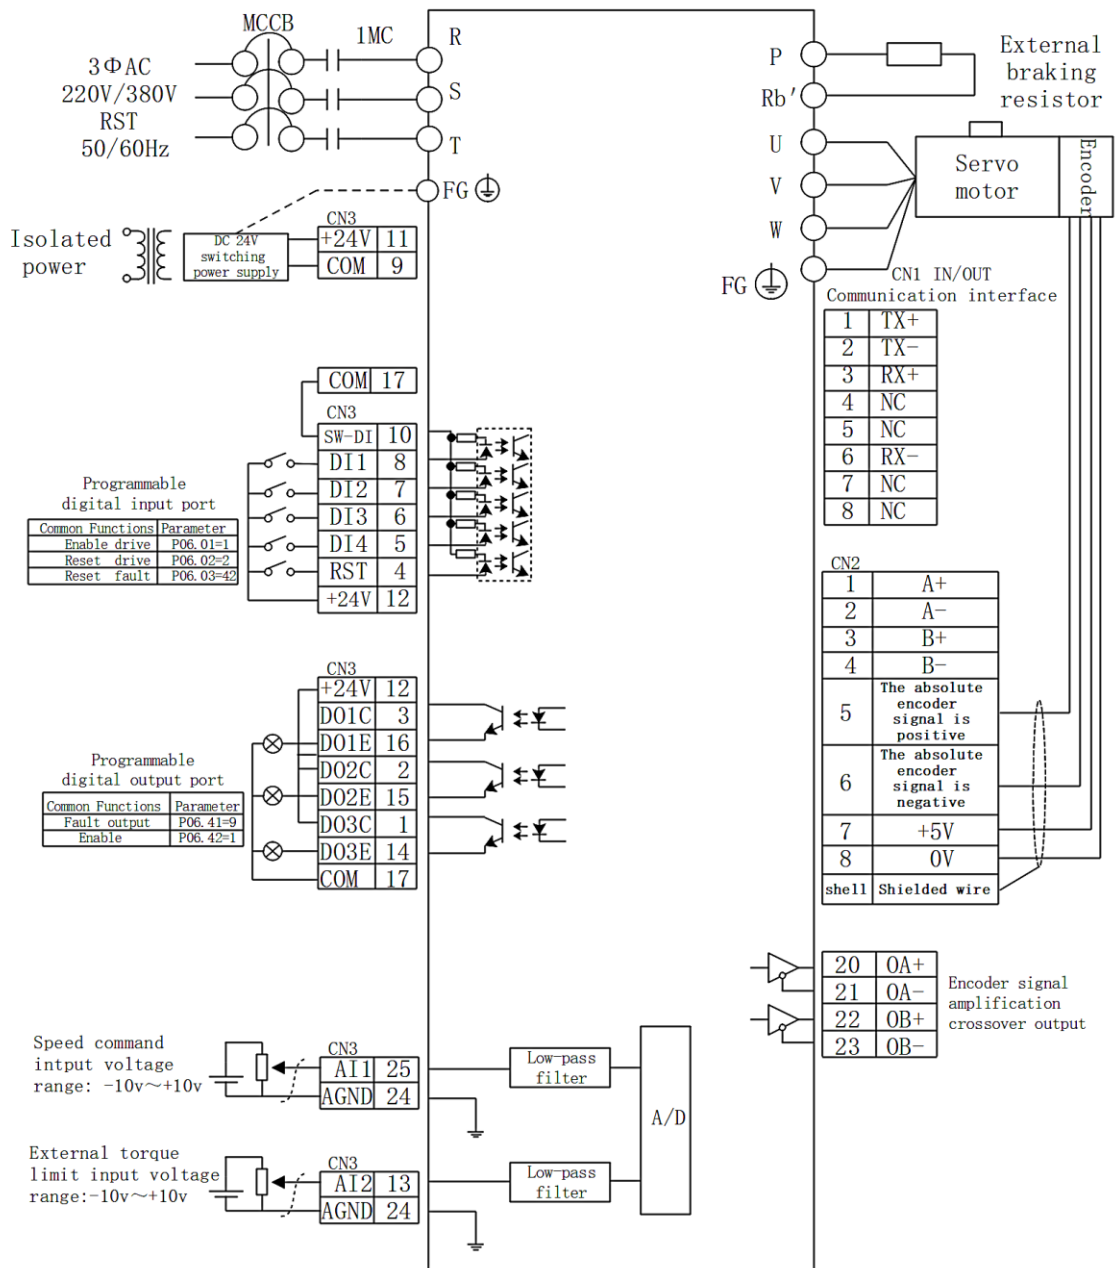 MCCB
1MC
R
3ΦAC
220V/380V
RST
50/60Hz
S
T
FG
Isolated
power
DC 24V
switching
power supply
CN3
+24V 11
COM 9
COM 17
CN3
SW-DI 10
DI1 8
DI2 7
DI3 6
DI4 5
RST 4
+24V 12
Programmable
digital input port
Common Functions Parameter
Enable drive P06.01=1
Reset drive P06.02=2
Reset fault P06.03=42
CN3
+24V 12
DO1C 3
DO1E 16
DO2C 2
DO2E 15
DO3C 1
DO3E 14
COM 17
Programmable
digital output port
Common Functions Parameter
Fault output P06.41=9
Enable P06.42=1
Speed command
intput voltage
range: -10v~+10v
CN3
AI1 25
AGND 24
Low-pass
filter
A/D
External torque
limit input voltage
range:-10v~+10v
CN3
AI2 13
AGND 24
Low-pass
filter
P
Rb'
External
braking
resistor
U
V
W
FG
Servo
motor
Encoder
CN1 IN/OUT
Communication interface
1 TX+
2 TX-
3 RX+
4 NC
5 NC
6 RX-
7 NC
8 NC
CN2
1 A+
2 A-
3 B+
4 B-
5 The absolute
encoder
signal is
positive
6 The absolute
encoder
signal is
negative
7 +5V
8 0V
shell Shielded wire
20 OA+
21 OA-
22 OB+
23 OB-
Encoder signal
amplification
crossover output